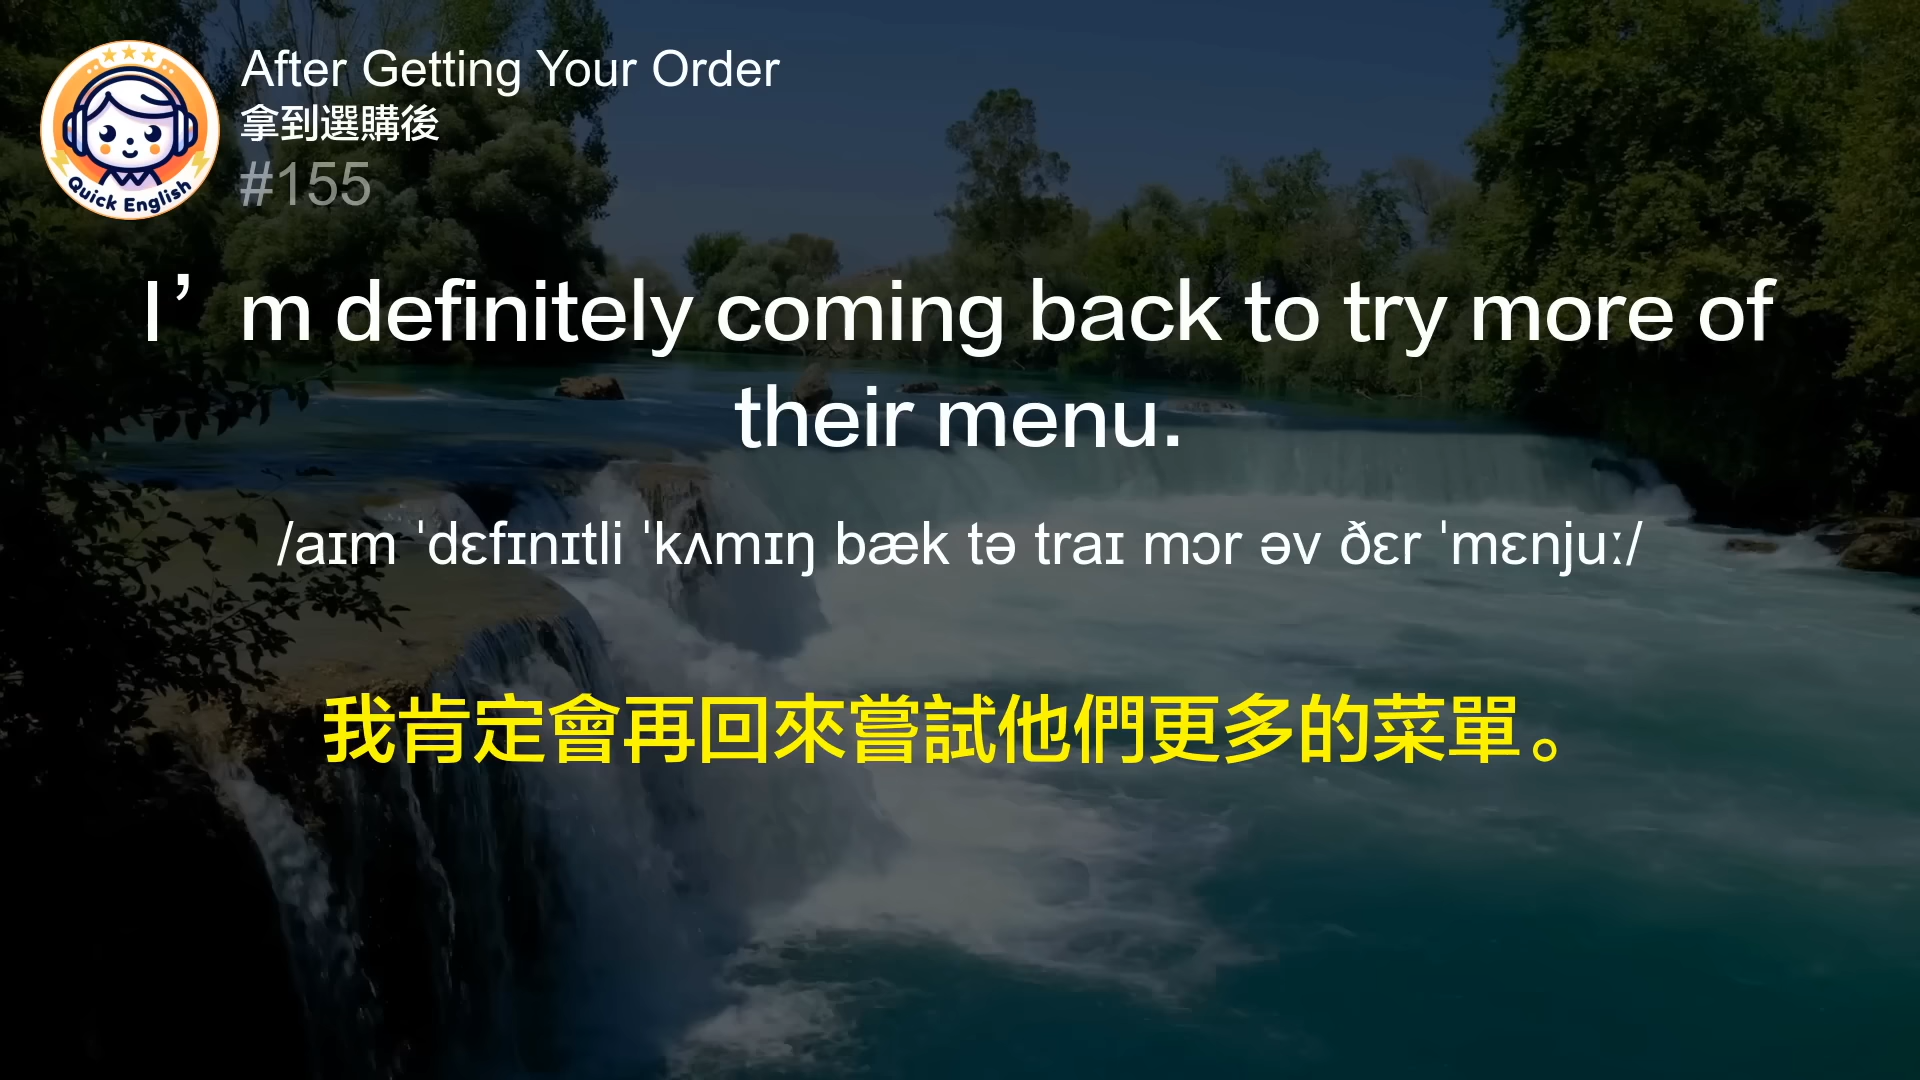 Quick English
After Getting Your Order
拿到選購後
#155
I’m definitely coming back to try more of
their menu.
/aɪm ˈdɛfɪnɪtli ˈkʌmɪŋ bæk tə traɪ mɔr əv ðɛr ˈmɛnjuː/
我肯定會再回來嘗試他們更多的菜單。